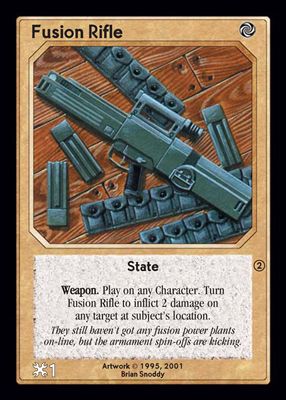 Fusion Rifle
State
②
Weapon. Play on any Character. Turn
Fusion Rifle to inflict 2 damage on
any target at subject's location.
They still haven't got any fusion power plants
on-line, but the armament spin-offs are kicking.
1
Artwork © 1995, 2001
Brian Snoddy